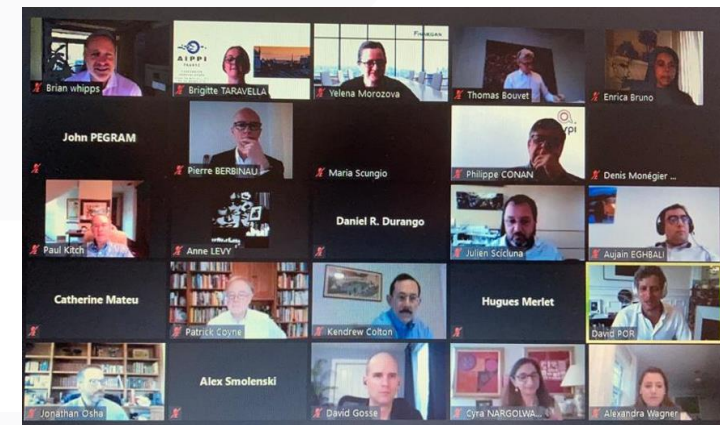 Brian whipps
AIPPI
FRANCE
Brigitte TARAVELLA
FINNEGAN
Yelena Morozova
Thomas Bouvet
Enrica Bruno
John PEGRAM
Pierre BERBINAU
Maria Scungio
Philippe CONAN
Denis Monégier ...
Paul Kitch
Anne LEVY
Daniel R. Durango
Julien Scicluna
Aujain EGHBALI
Catherine Mateu
Patrick Coyne
Kendrew Colton
Hugues Merlet
David POR
Jonathan Osha
Alex Smolenski
David Gosse
Cyra NARGOLWA...
Alexandra Wagner